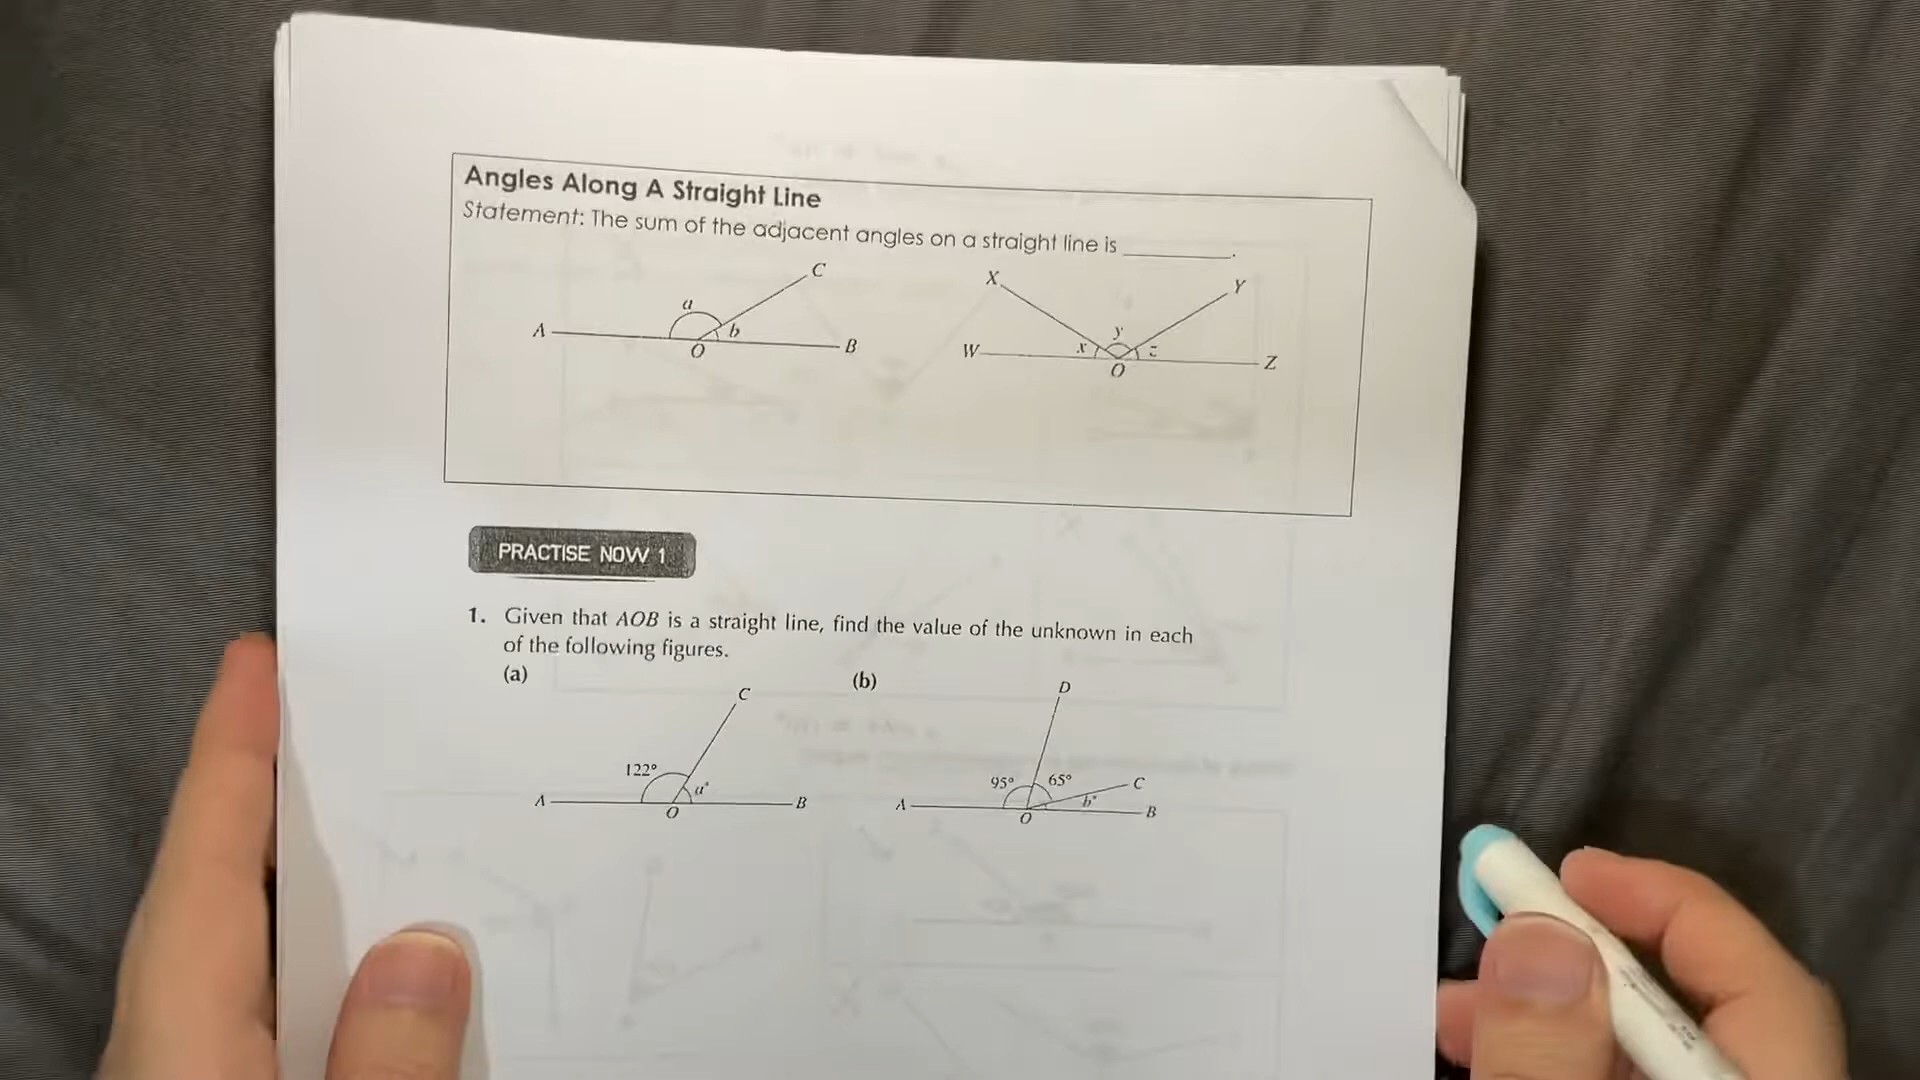 Angles Along A Straight Line
Statement: The sum of the adjacent angles on a straight line is ________.
C
a
b
A
B
O
X
Y
y
x
z
W
Z
O
PRACTISE NOW 1
1. Given that AOB is a straight line, find the value of the unknown in each
of the following figures.
(a)
C
122°
a°
A
B
O
(b)
D
95°
65°
C
b°
A
B
O